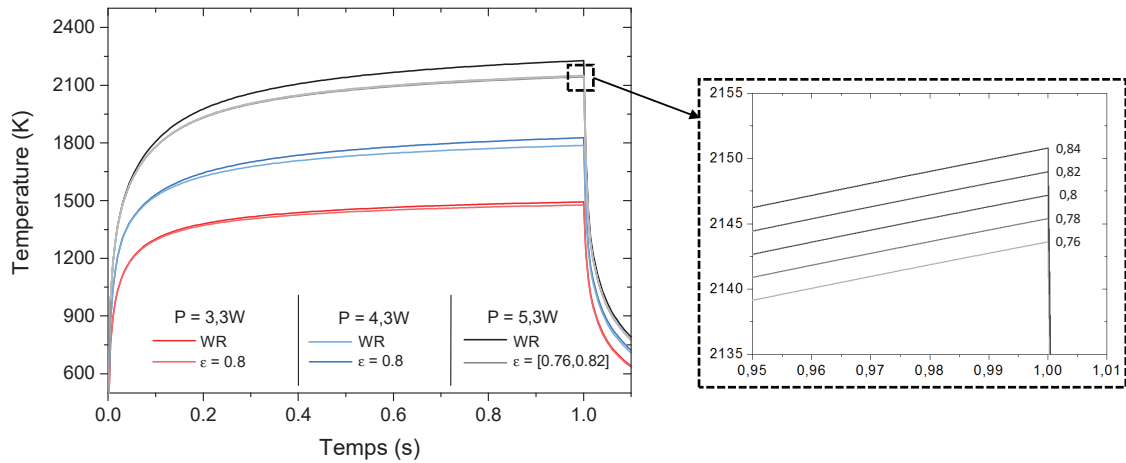 2400
2100
1800
1500
1200
900
600
Temperature (K)
P = 3,3W
WR
ε = 0.8
P = 4,3W
WR
ε = 0.8
P = 5,3W
WR
ε = [0.76,0.82]
0.0 0.2 0.4 0.6 0.8 1.0
Temps (s)
2155
2150
2145
2140
2135
0,84
0,82
0,8
0,78
0,76
0,95 0,96 0,97 0,98 0,99 1,00 1,01